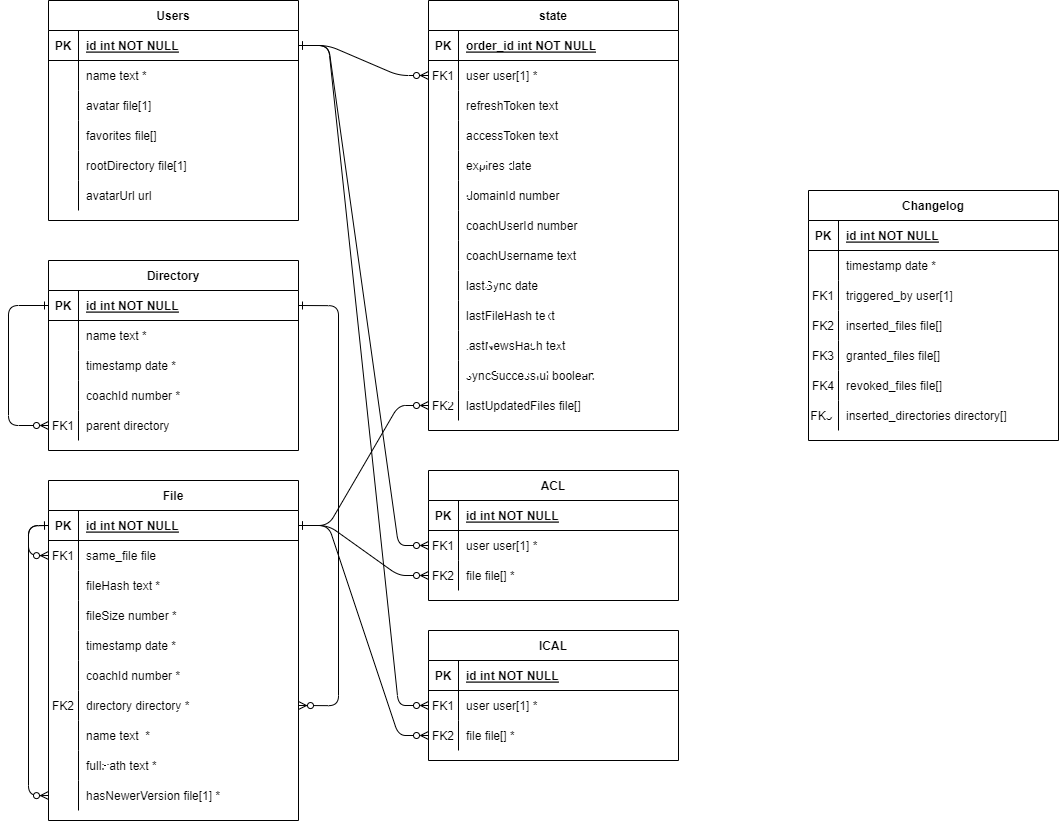 Users
PK id int NOT NULL
name text *
avatar file[1]
favorites file[]
rootDirectory file[1]
avatarUrl url
Directory
PK id int NOT NULL
name text *
timestamp date *
coachId number *
FK1 parent directory
File
PK id int NOT NULL
FK1 same_file file
fileHash text *
fileSize number *
timestamp date *
coachId number *
FK2 directory directory *
name text *
text *
hasNewerVersion file[1] *
state
PK order_id int NOT NULL
FK1 user user[1] *
refreshToken text
accessToken text
expires date
domainId number
coachUserId number
coachUsername text
lastSync date
lastFileHash text
lastNewsHash text
syncSuccessful boolean
FK2 lastUpdatedFiles file[]
ACL
PK id int NOT NULL
FK1 user user[1] *
FK2 file file[] *
ICAL
PK id int NOT NULL
FK1 user user[1] *
FK2 file file[] *
Changelog
PK id int NOT NULL
timestamp date *
FK1 triggered_by user[1]
FK2 inserted_files file[]
FK3 granted_files file[]
FK4 revoked_files file[]
inserted_directories directory[]